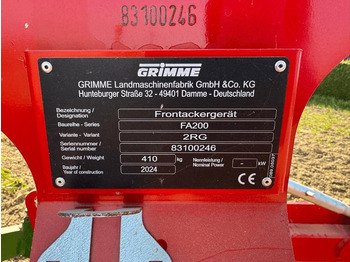 83100246
GRIMME
GRIMME Landmaschinenfabrik GmbH &Co. KG
Hunteburger Straße 32 - 49401 Damme - Deutschland
Bezeichnung / Designation Frontackergerät
Baureihe - Series FA200
Variante - Variant 2RG
Seriennummer / Serial number 83100246
Gewicht / Weight 410 kg Nennleistung / Nominal Power - kW
Baujahr / Year of construction 2024